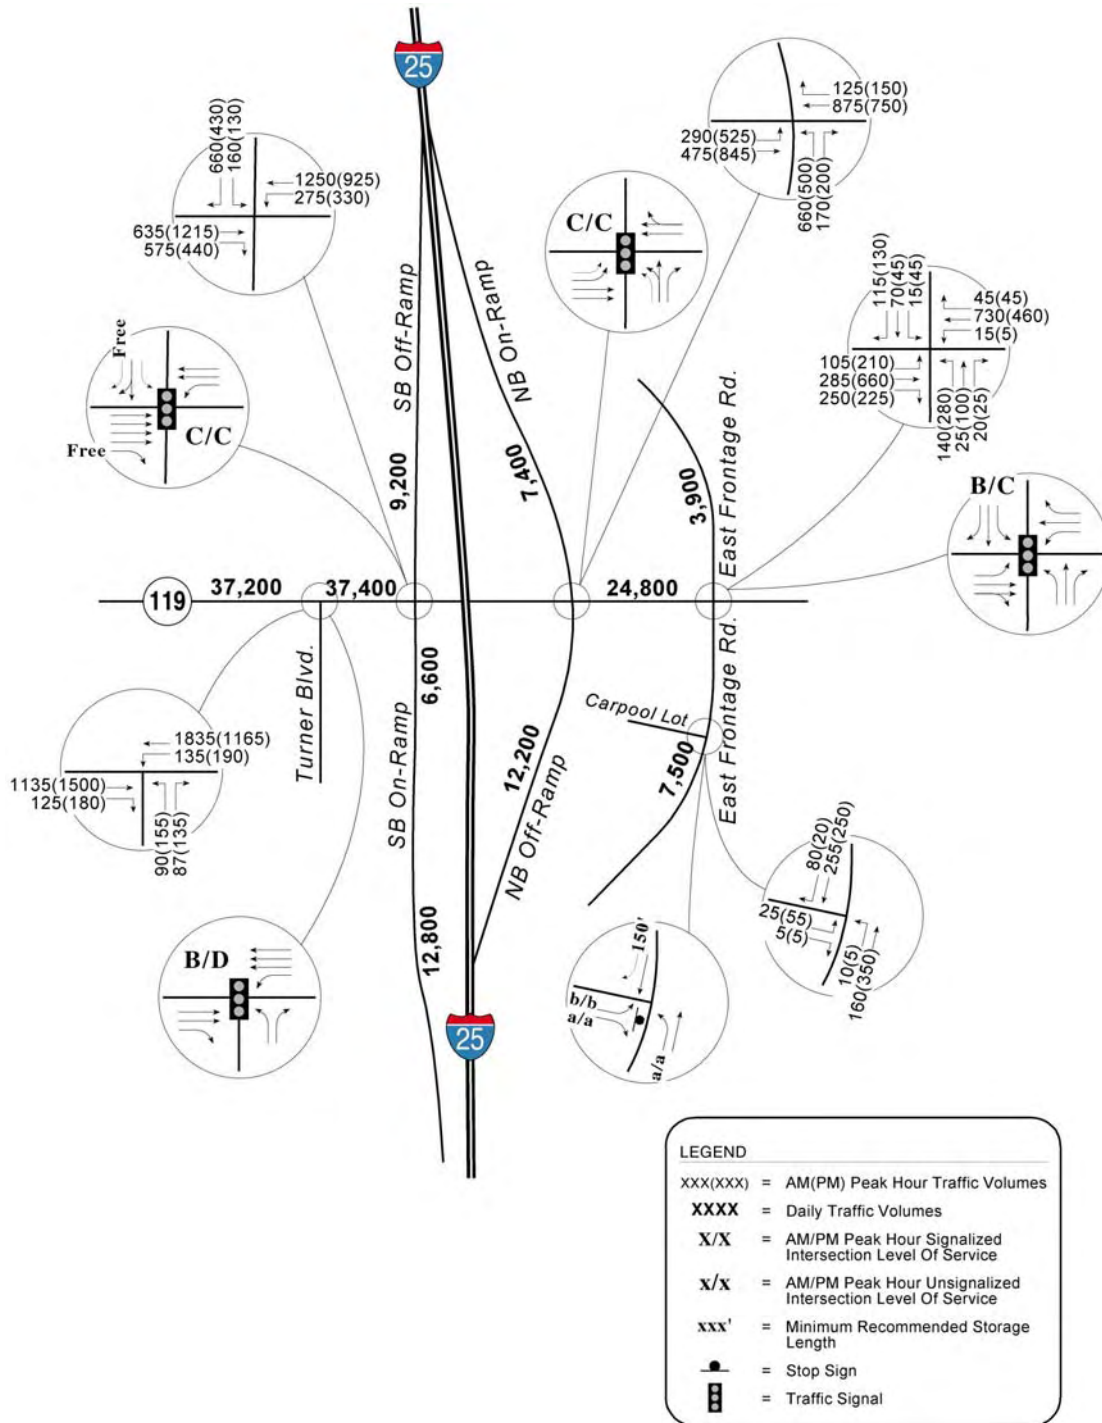 25
125(150)
875(750)
290(525)
475(845)
660(500)
170(200)
660(430)
160(130)
1250(925)
275(330)
635(1215)
575(440)
C/C
SB Off-Ramp
NB On-Ramp
115(130)
70(45)
15(45)
45(45)
730(460)
15(5)
105(210)
285(660)
250(225)
140(280)
25(100)
20(25)
Free
C/C
Free
9,200
7,400
3,900
East Frontage Rd.
B/C
119
37,200
37,400
24,800
Turner Blvd.
6,600
SB On-Ramp
12,200
NB Off-Ramp
Carpool Lot
7,500
East Frontage Rd.
1835(1165)
135(190)
1135(1500)
125(180)
90(155)
87(135)
80(20)
255(250)
25(55)
5(5)
10(5)
160(350)
B/D
12,800
25
150'
b/b
a/a
a/a
LEGEND
XXX(XXX) = AM(PM) Peak Hour Traffic Volumes
XXXX = Daily Traffic Volumes
X/X = AM/PM Peak Hour Signalized
Intersection Level Of Service
x/x = AM/PM Peak Hour Unsignalized
Intersection Level Of Service
xxx' = Minimum Recommended Storage
Length
= Stop Sign
= Traffic Signal